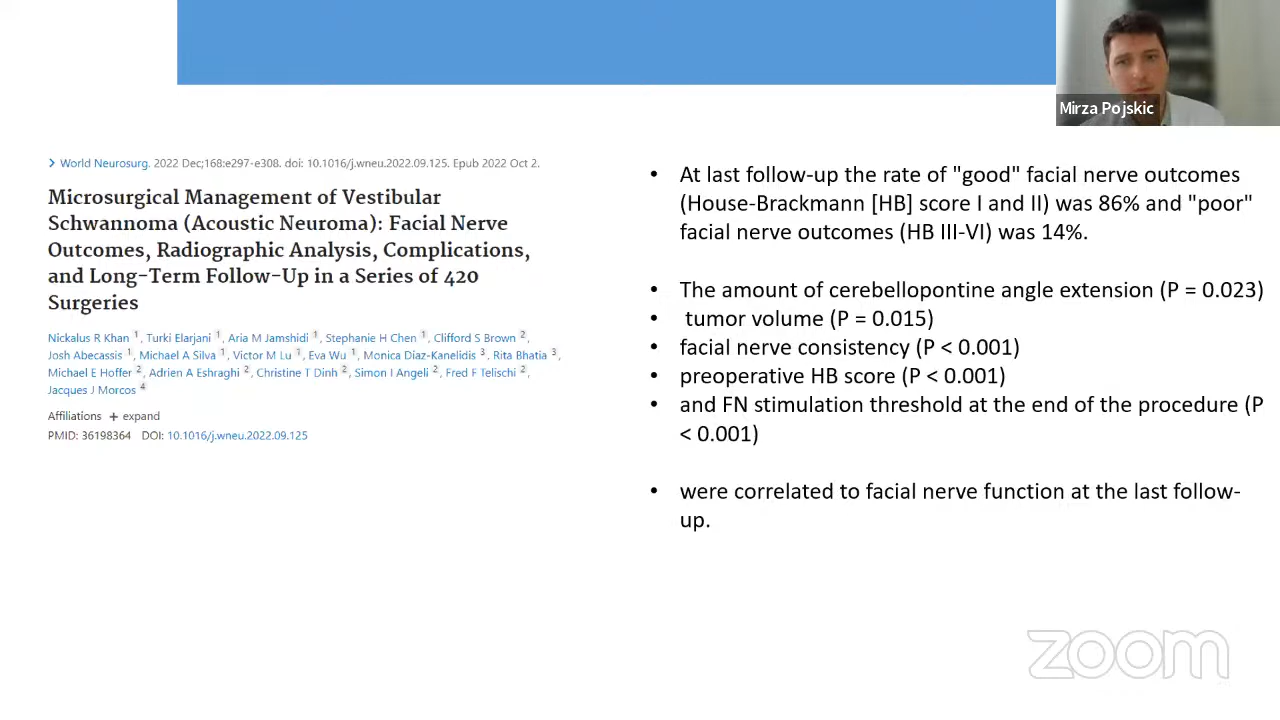 Mirza Pojskic
> World Neurosurg. 2022 Dec;168:e297-e308. doi: 10.1016/j.wneu.2022.09.125. Epub 2022 Oct 2.
Microsurgical Management of Vestibular
Schwannoma (Acoustic Neuroma): Facial Nerve
Outcomes, Radiographic Analysis, Complications,
and Long-Term Follow-Up in a Series of 420
Surgeries
Nickalus R Khan 1, Turki Elarjani 1, Aria M Jamshidi 1, Stephanie H Chen 1, Clifford S Brown 2,
Josh Abecassis 1, Michael A Silva 1, Victor M Lu 1, Eva Wu 1, Monica Diaz-Kanelidis 3, Rita Bhatia 3,
Michael E Hoffer 2, Adrien A Eshraghi 2, Christine T Dinh 2, Simon I Angeli 2, Fred F Telischi 2,
Jacques J Morcos 4
Affiliations + expand
PMID: 36198364 DOI: 10.1016/j.wneu.2022.09.125
• At last follow-up the rate of "good" facial nerve outcomes
(House-Brackmann [HB] score I and II) was 86% and "poor"
facial nerve outcomes (HB III-VI) was 14%.
• The amount of cerebellopontine angle extension (P = 0.023)
• tumor volume (P = 0.015)
• facial nerve consistency (P < 0.001)
• preoperative HB score (P < 0.001)
• and FN stimulation threshold at the end of the procedure (P
< 0.001)
• were correlated to facial nerve function at the last follow-
up.
zoom